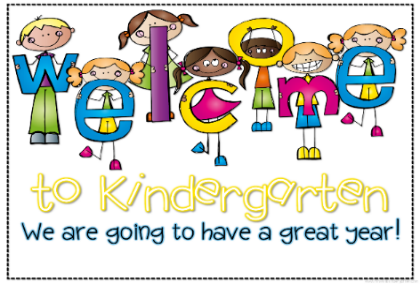 welcome
to Kindergarten
We are going to have a great year!